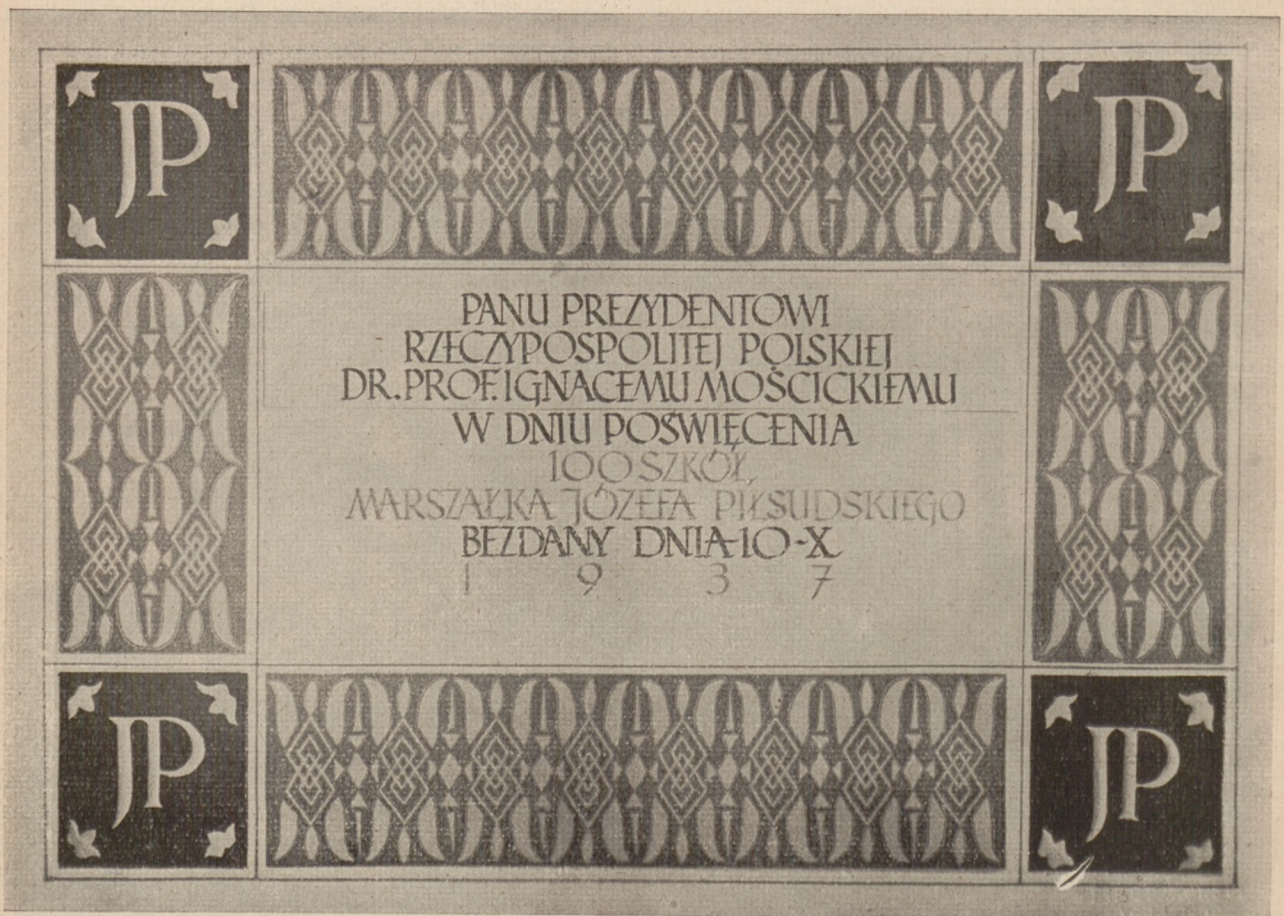 JP
JP
PANU PREZYDENTOWI
RZECZYPOSPOLITEJ POLSKIEJ
DR. PROF. IGNACEMU MOŚCICKIEMU
W DNIU POŚWIĘCENIA
100 SZKÓŁ,
MARSZAŁKA JÓZEFA PIŁSUDSKIEGO
BEZDANY DNIA-10-X
1 9 3 7
JP
JP